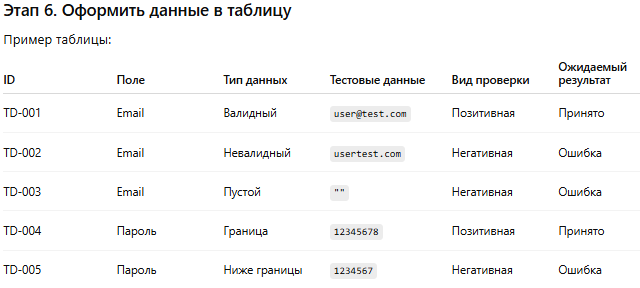 Этап 6. Оформить данные в таблицу
Пример таблицы:
ID Поле Тип данных Тестовые данные Вид проверки Ожидаемый результат
TD-001 Email Валидный user@test.com Позитивная Принято
TD-002 Email Невалидный usertest.com Негативная Ошибка
TD-003 Email Пустой "" Негативная Ошибка
TD-004 Пароль Граница 12345678 Позитивная Принято
TD-005 Пароль Ниже границы 1234567 Негативная Ошибка